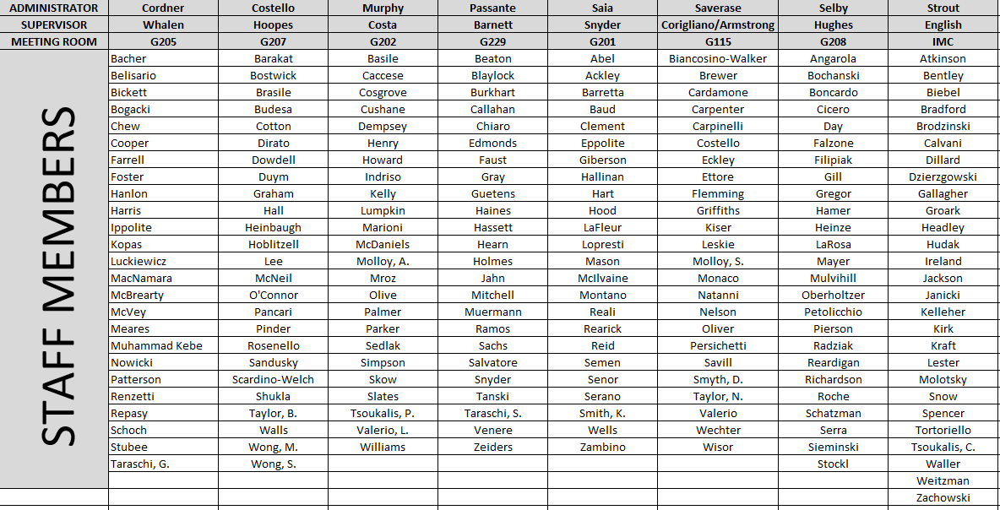 ADMINISTRATOR Cordner Costello Murphy Passante Saia Saverase Selby Strout
SUPERVISOR Whalen Hoopes Costa Barnett Snyder Corigliano/Armstrong Hughes English
MEETING ROOM G205 G207 G202 G229 G201 G115 G208 IMC
STAFF MEMBERS
Bacher Barakat Basile Beaton Abel Biancosino-Walker Angarola Atkinson
Belisario Bostwick Caccese Blaylock Ackley Brewer Bochanski Bentley
Bickett Brasile Cosgrove Burkhart Barretta Cardamone Boncardo Biebel
Bogacki Budesa Cushane Callahan Baud Carpenter Cicero Bradford
Chew Cotton Dempsey Chiaro Clement Carpinelli Day Brodzinski
Cooper Dirato Henry Edmonds Eppolite Costello Falzone Calvani
Farrell Dowdell Howard Faust Giberson Eckley Filipiak Dillard
Foster Duym Indriso Gray Hallinan Ettore Gill Dzierzgowski
Hanlon Graham Kelly Guetens Hart Flemming Gregor Gallagher
Harris Hall Lumpkin Haines Hood Griffiths Hamer Groark
Ippolite Heinbaugh Marioni Hassett LaFleur Kiser Heinze Headley
Kopas Hoblitzell McDaniels Hearn Lopresti Leskie LaRosa Hudak
Luckiewicz Lee Molloy, A. Holmes Mason Molloy, S. Mayer Ireland
MacNamara McNeil Mroz Jahn McIlvaine Monaco Mulvihill Jackson
McBrearty O'Connor Olive Mitchell Montano Natanni Oberholtzer Janicki
McVey Pancari Palmer Muermann Reali Nelson Petolicchio Kelleher
Meares Pinder Parker Ramos Rearick Oliver Pierson Kirk
Muhammad Kebe Rosenello Sedlak Sachs Reid Persichetti Radziak Kraft
Nowicki Sandusky Simpson Salvatore Semen Savill Reardigan Lester
Patterson Scardino-Welch Skow Snyder Senor Smyth, D. Richardson Molotsky
Renzetti Shukla Slates Tanski Serano Taylor, N. Roche Snow
Repasy Taylor, B. Tsoukalis, P. Taraschi, S. Smith, K. Valerio Schatzman Spencer
Schoch Walls Valerio, L. Venere Wells Wechter Serra Tortoriello
Stubee Wong, M. Williams Zeiders Zambino Wisor Sieminski Tsoukalis, C.
Taraschi, G. Wong, S. Stockl Waller
Weitzman
Zachowski